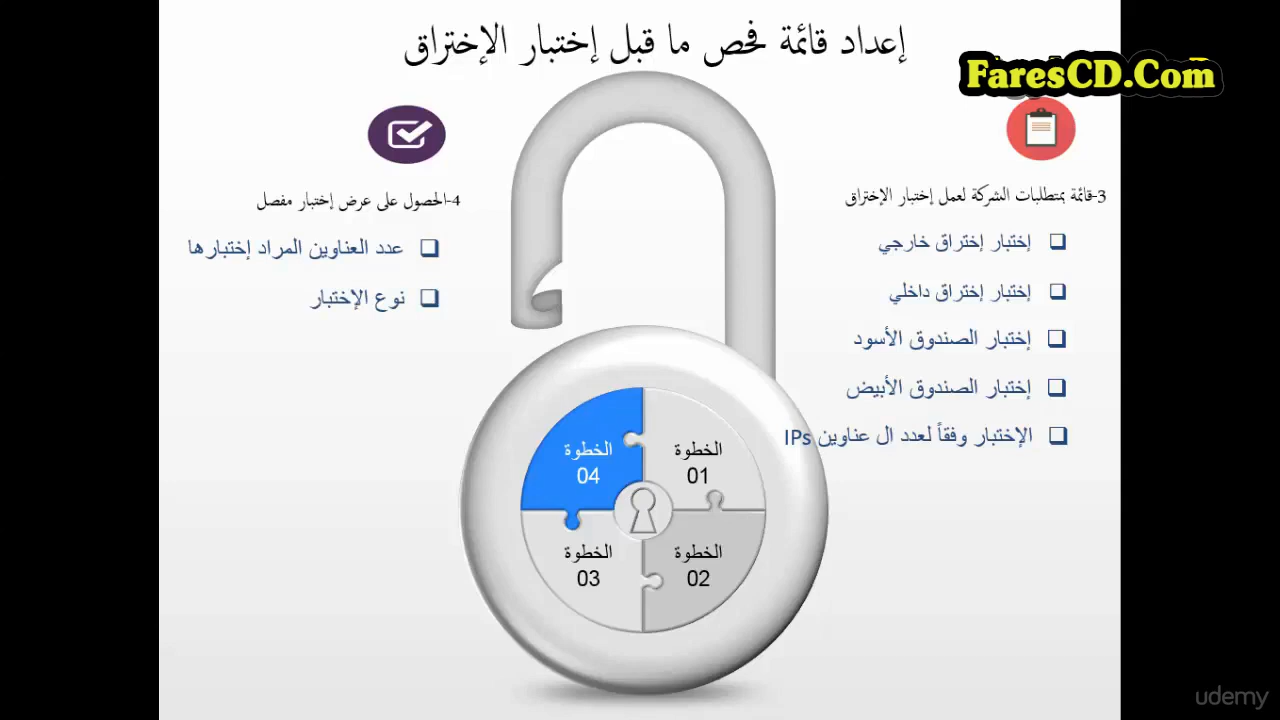 إعداد قائمة فحص ما قبل إختبار الإختراق
FaresCD.Com
3-قائمة بمتطلبات الشركة لعمل إختبار الإختراق
إختبار إختراق خارجي
إختبار إختراق داخلي
إختبار الصندوق الأسود
إختبار الصندوق الأبيض
الإختبار وفقاً لعدد ال عناوين IPs
4-الحصول على عرض إختبار مفصل
عدد العناوين المراد إختبارها
نوع الإختبار
الخطوة
01
الخطوة
02
الخطوة
03
الخطوة
04
udemy